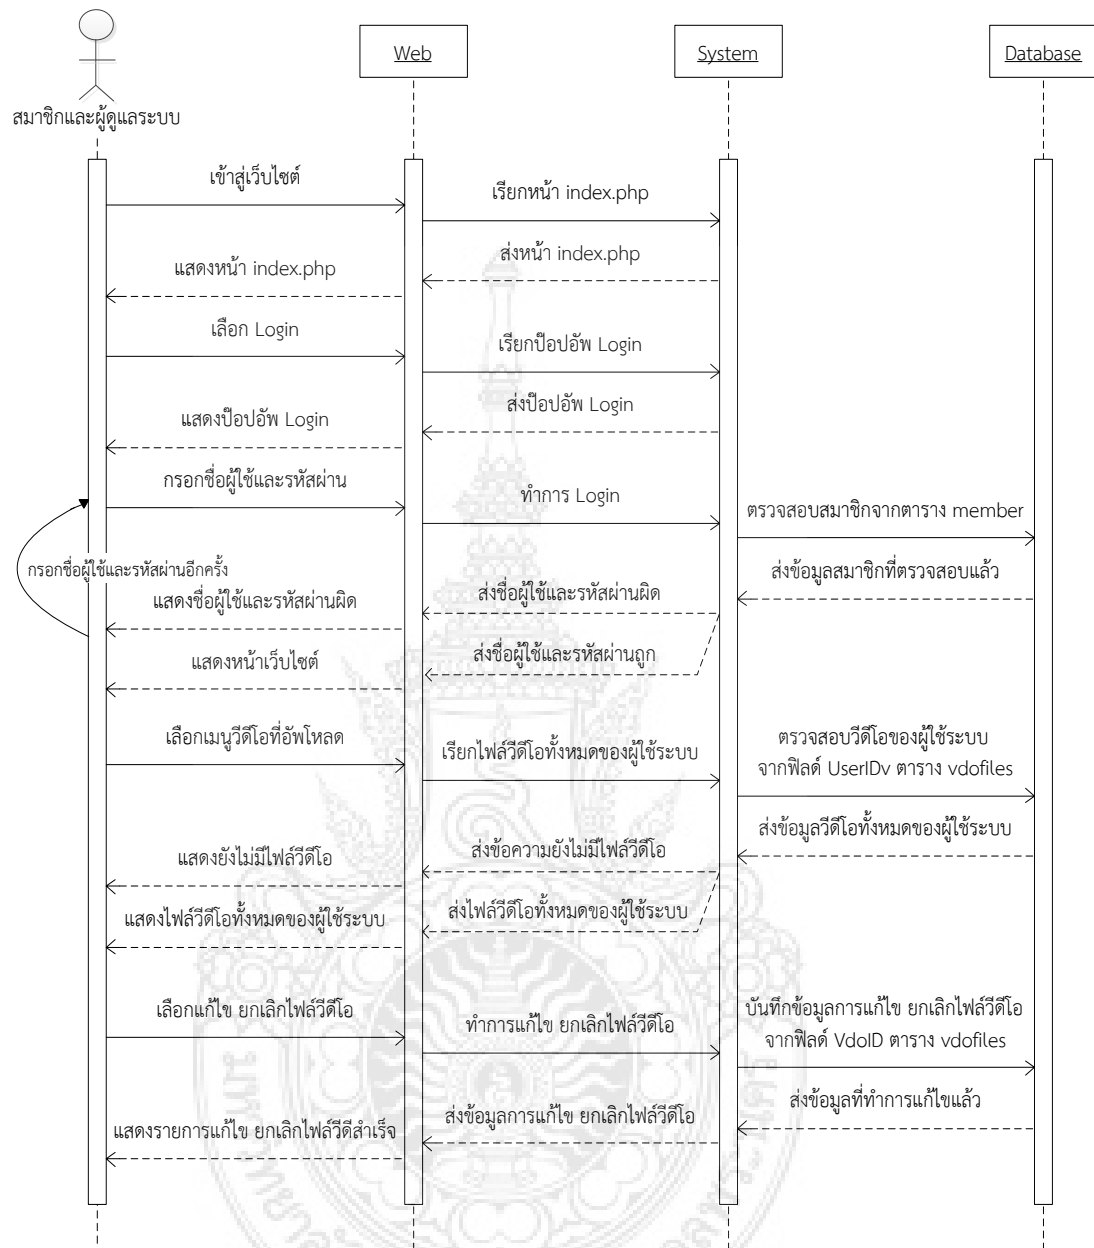 Web
System
Database
สมาชิกและผู้ดูแลระบบ
เข้าสู่เว็บไซต์
เรียกหน้า index.php
ส่งหน้า index.php
แสดงหน้า index.php
เลือก Login
เรียกป๊อปอัพ Login
ส่งป๊อปอัพ Login
แสดงป๊อปอัพ Login
กรอกชื่อผู้ใช้และรหัสผ่าน
ทำการ Login
ตรวจสอบสมาชิกจากตาราง member
กรอกชื่อผู้ใช้และรหัสผ่านอีกครั้ง
ส่งข้อมูลสมาชิกที่ตรวจสอบแล้ว
ส่งชื่อผู้ใช้และรหัสผ่านผิด
แสดงชื่อผู้ใช้และรหัสผ่านผิด
ส่งชื่อผู้ใช้และรหัสผ่านถูก
แสดงหน้าเว็บไซต์
เลือกเมนูวีดีโอที่อัพโหลด
เรียกไฟล์วีดีโอทั้งหมดของผู้ใช้ระบบ
ตรวจสอบวีดีโอของผู้ใช้ระบบ
จากฟิลด์ UserIDv ตาราง vdofiles
ส่งข้อมูลวีดีโอทั้งหมดของผู้ใช้ระบบ
ส่งข้อความยังไม่มีไฟล์วีดีโอ
แสดงยังไม่มีไฟล์วีดีโอ
ส่งไฟล์วีดีโอทั้งหมดของผู้ใช้ระบบ
แสดงไฟล์วีดีโอทั้งหมดของผู้ใช้ระบบ
เลือกแก้ไข ยกเลิกไฟล์วีดีโอ
ทำการแก้ไข ยกเลิกไฟล์วีดีโอ
บันทึกข้อมูลการแก้ไข ยกเลิกไฟล์วีดีโอ
จากฟิลด์ VdoID ตาราง vdofiles
ส่งข้อมูลที่ทำการแก้ไขแล้ว
ส่งข้อมูลการแก้ไข ยกเลิกไฟล์วีดีโอ
แสดงรายการแก้ไข ยกเลิกไฟล์วีดีสำเร็จ